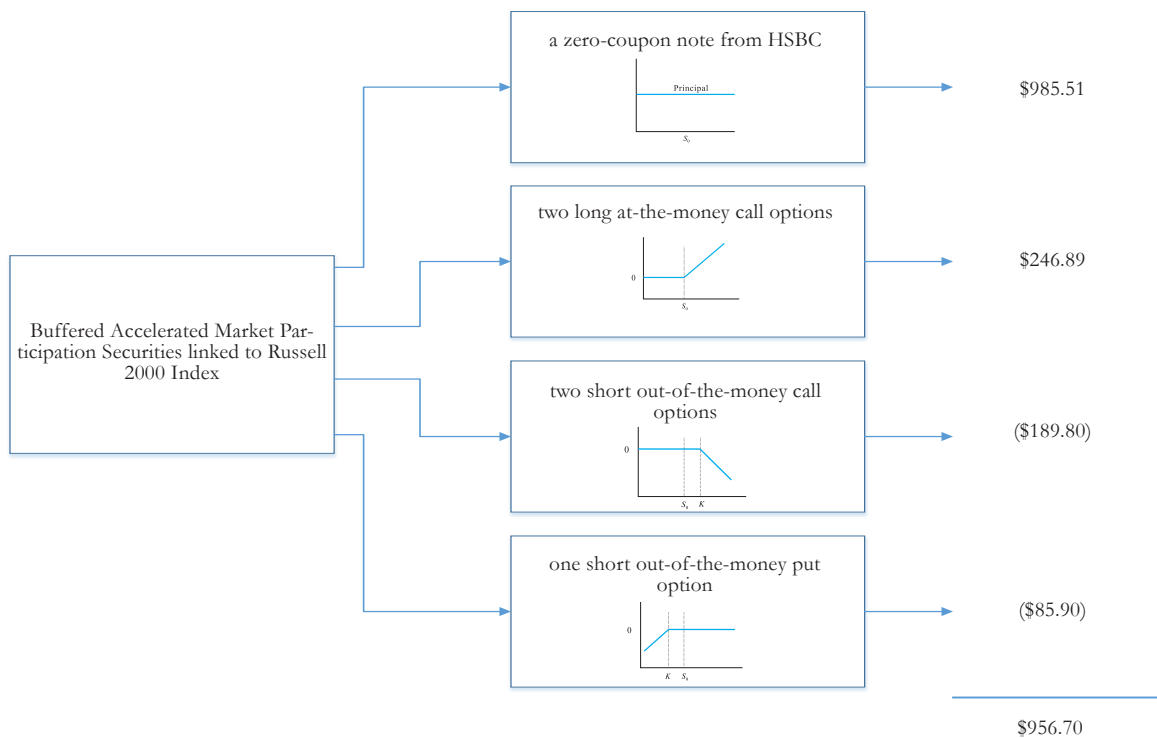 a zero-coupon note from HSBC
Principal
S₀
$985.51
two long at-the-money call options
0
S₀
$246.89
Buffered Accelerated Market Par-
ticipation Securities linked to Russell
2000 Index
two short out-of-the-money call
options
0
S₀ K
($189.80)
one short out-of-the-money put
option
0
K S₀
($85.90)
$956.70